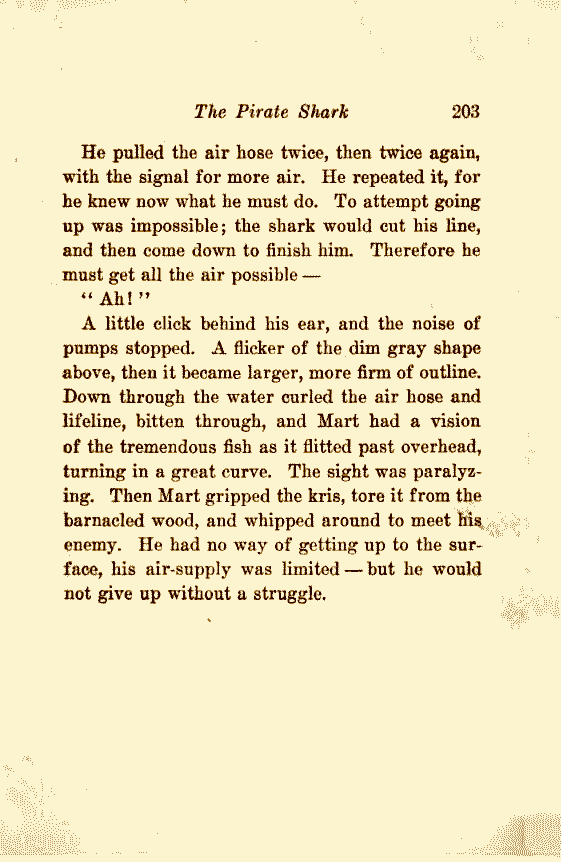 The Pirate Shark 203
He pulled the air hose twice, then twice again,
with the signal for more air. He repeated it, for
he knew now what he must do. To attempt going
up was impossible; the shark would cut his line,
and then come down to finish him. Therefore he
must get all the air possible —
“ Ah! ”
A little click behind his ear, and the noise of
pumps stopped. A flicker of the dim gray shape
above, then it became larger, more firm of outline.
Down through the water curled the air hose and
lifeline, bitten through, and Mart had a vision
of the tremendous fish as it flitted past overhead,
turning in a great curve. The sight was paralyz-
ing. Then Mart gripped the kris, tore it from the
barnacled wood, and whipped around to meet his
enemy. He had no way of getting up to the sur-
face, his air-supply was limited — but he would
not give up without a struggle.